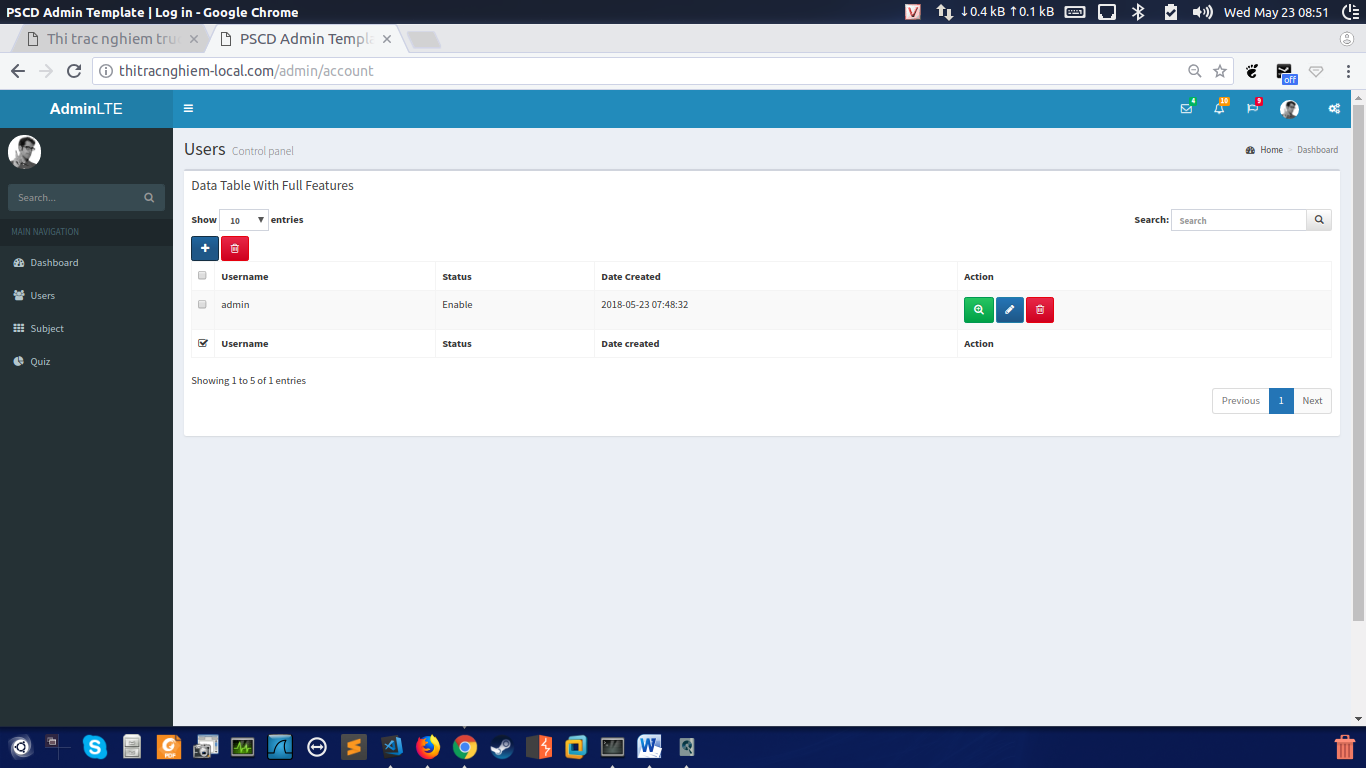 PSCD Admin Template | Log in - Google Chrome
↓0.4 kB ↑0.1 kB
Wed May 23 08:51
Thi trac nghiem tru
PSCD Admin Templa
thitracnghiem-local.com/admin/account
off
AdminLTE
4
10
9
Users Control panel
Home > Dashboard
Search...
MAIN NAVIGATION
Dashboard
Users
Subject
Quiz
Data Table With Full Features
Show 10 entries
Search: Search
Username Status Date Created Action
admin Enable 2018-05-23 07:48:32
Username Status Date created Action
Showing 1 to 5 of 1 entries
Previous 1 Next
PDF